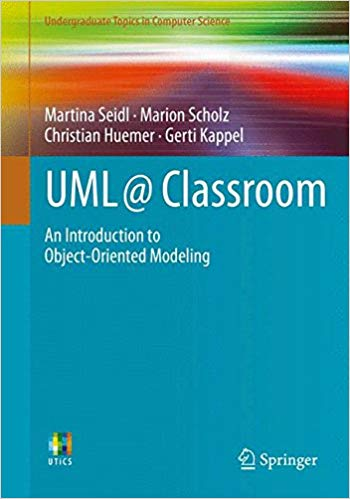 Undergraduate Topics in Computer Science
Martina Seidl · Marion Scholz
Christian Huemer · Gerti Kappel
UML @ Classroom
An Introduction to
Object-Oriented Modeling
UTiCS
Springer